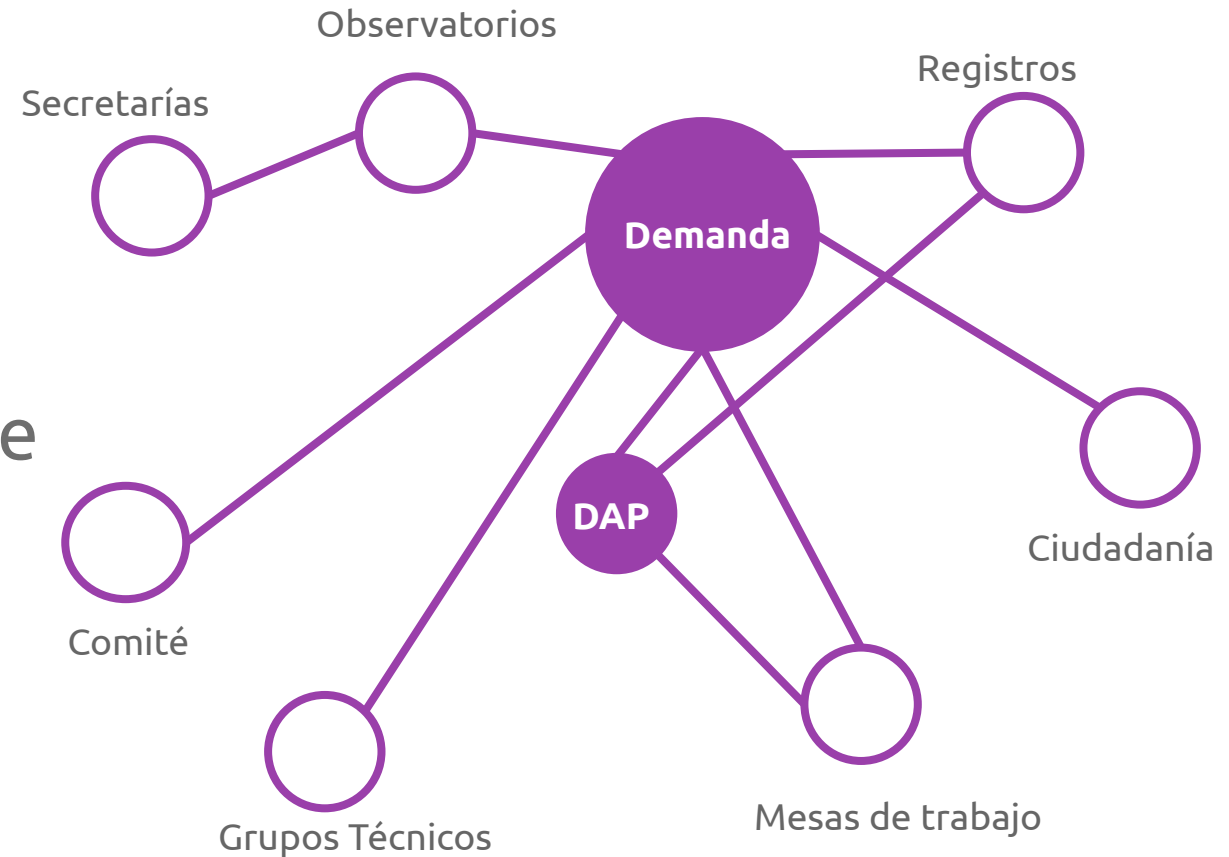 Observatorios
Registros
Secretarías
Demanda
e
DAP
Ciudadanía
Comité
Mesas de trabajo
Grupos Técnicos